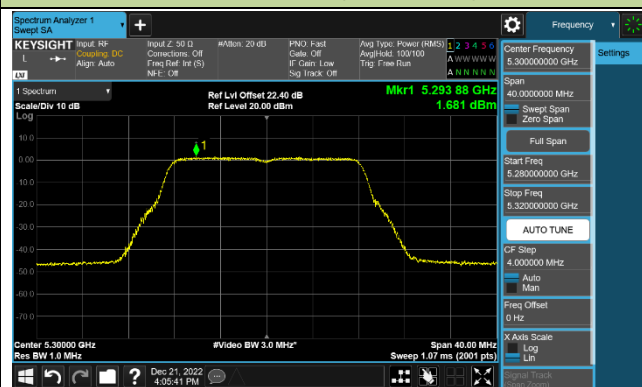 Spectrum Analyzer 1
Swept SA
+
Frequency
KEYSIGHT
Input: RF
Coupling: DC
Align: Auto
Input Z: 50 Ω
Corrections: Off
Freq Ref: Int (S)
NFE: Off
#Atten: 20 dB
PNO: Fast
Gate: Off
IF Gain: Low
Sig Track: Off
Avg Type: Power (RMS)
Avg|Hold: 100/100
Trig: Free Run
1 2 3 4 5 6
A W W W W W
A N N N N N
L
LXI
1 Spectrum
Scale/Div 10 dB
Log
Ref Lvl Offset 22.40 dB
Ref Level 20.00 dBm
Mkr1 5.293 88 GHz
1.681 dBm
10.0
0.00
-10.0
-20.0
-30.0
-40.0
-50.0
-60.0
-70.0
1
Center 5.30000 GHz
Res BW 1.0 MHz
#Video BW 3.0 MHz*
Span 40.00 MHz
Sweep 1.07 ms (2001 pts)
Dec 21, 2022
4:05:41 PM
?
Center Frequency
5.300000000 GHz
Settings
Span
40.0000000 MHz
Swept Span
Zero Span
Full Span
Start Freq
5.280000000 GHz
Stop Freq
5.320000000 GHz
AUTO TUNE
CF Step
4.000000 MHz
Auto
Man
Freq Offset
0 Hz
X Axis Scale
Log
Lin
Signal Track
(Span Zoom)